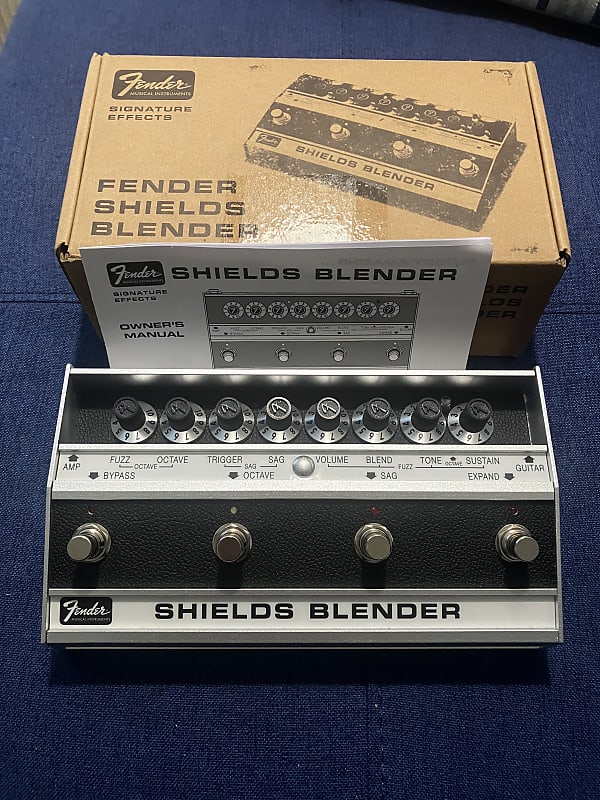 Fender
MUSICAL INSTRUMENTS
SIGNATURE
EFFECTS
FENDER
SHIELDS
BLENDER
Fender
SHIELDS BLENDER
Fender
MUSICAL INSTRUMENTS
SIGNATURE
EFFECTS
SHIELDS BLENDER
OWNER'S
MANUAL
AMP
FUZZ
OCTAVE
OCTAVE
TRIGGER
SAG
SAG
VOLUME
BLEND
FUZZ
TONE
OCTAVE
SUSTAIN
GUITAR
BYPASS
OCTAVE
SAG
EXPAND
Fender
MUSICAL INSTRUMENTS
SHIELDS BLENDER